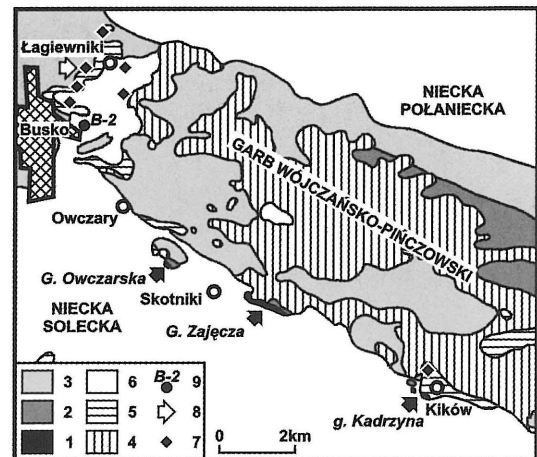 Łagiewniki
NIECKA
POŁANIECKA
Busko
B-2
GARB WÓJCZAŃSKO-PIŃCZOWSKI
Owczary
G. Owczarska
Skotniki
NIECKA
SOLECKA
G. Zajęcza
g. Kadrzyna
Kików
3 6 B-2 9
2 5 8
1 4 7
0 2km